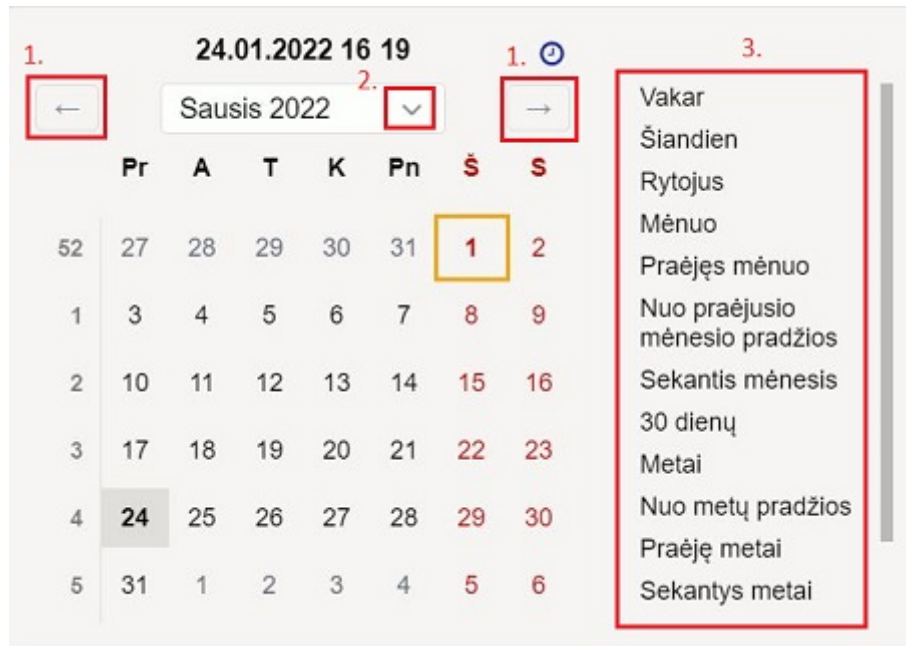 1.
24.01.2022 16 19
1.
2.
← Sausis 2022 →
Pr A T K Pn Š S
52 27 28 29 30 31 1 2
1 3 4 5 6 7 8 9
2 10 11 12 13 14 15 16
3 17 18 19 20 21 22 23
4 24 25 26 27 28 29 30
5 31 1 2 3 4 5 6
3.
Vakar
Šiandien
Rytojus
Mėnuo
Praėjęs mėnuo
Nuo praėjusio
mėnesio pradžios
Sekantis mėnesis
30 dienų
Metai
Nuo metų pradžios
Praėję metai
Sekantys metai